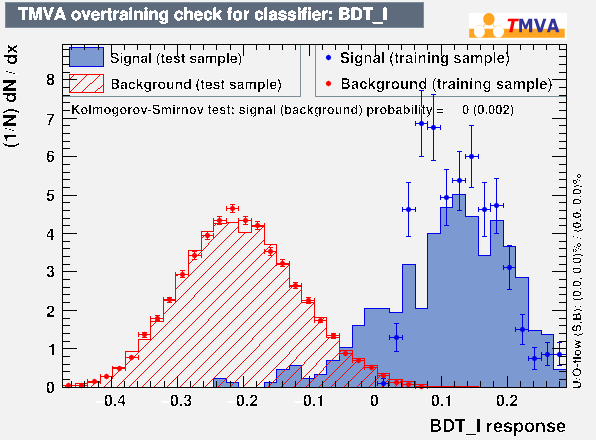 TMVA overtraining check for classifier: BDT_I
TMVA
Signal (test sample)
Signal (training sample)
Background (test sample)
Background (training sample)
Kolmogorov-Smirnov test: signal (background) probability = 0 (0.002)
(1/N) dN / dx
8
7
6
5
4
3
2
1
0
-0.4 -0.3 -0.2 -0.1 0 0.1 0.2
BDT_I response
U/O-flow (S,B): (0.0, 0.0)% / (0.0, 0.0)%